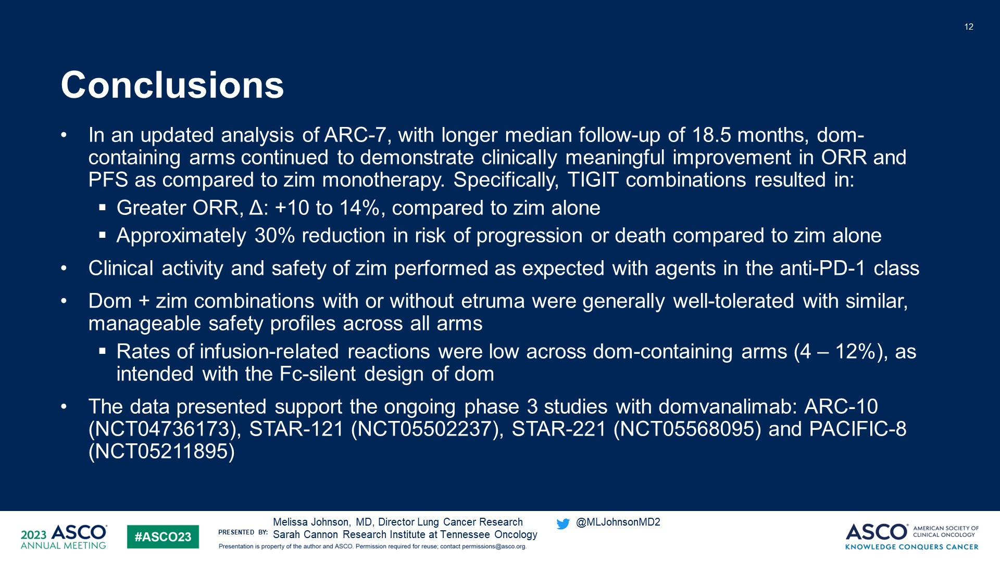 12
Conclusions
• In an updated analysis of ARC-7, with longer median follow-up of 18.5 months, dom-
containing arms continued to demonstrate clinically meaningful improvement in ORR and
PFS as compared to zim monotherapy. Specifically, TIGIT combinations resulted in:
▪ Greater ORR, Δ: +10 to 14%, compared to zim alone
▪ Approximately 30% reduction in risk of progression or death compared to zim alone
• Clinical activity and safety of zim performed as expected with agents in the anti-PD-1 class
• Dom + zim combinations with or without etruma were generally well-tolerated with similar,
manageable safety profiles across all arms
▪ Rates of infusion-related reactions were low across dom-containing arms (4 – 12%), as
intended with the Fc-silent design of dom
• The data presented support the ongoing phase 3 studies with domvanalimab: ARC-10
(NCT04736173), STAR-121 (NCT05502237), STAR-221 (NCT05568095) and PACIFIC-8
(NCT05211895)
2023 ASCO®
ANNUAL MEETING
#ASCO23
PRESENTED BY:
Melissa Johnson, MD, Director Lung Cancer Research
Sarah Cannon Research Institute at Tennessee Oncology
@MLJohnsonMD2
Presentation is property of the author and ASCO. Permission required for reuse; contact permissions@asco.org.
ASCO® AMERICAN SOCIETY OF
CLINICAL ONCOLOGY
KNOWLEDGE CONQUERS CANCER